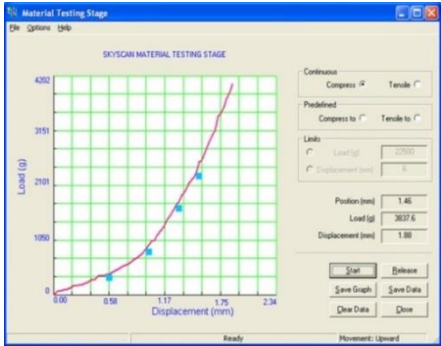 Material Testing Stage
File Options Help
SKYSCAN MATERIAL TESTING STAGE
4202
3151
2101
1050
0
Load (g)
0.00 0.58 1.17 1.75 2.34
Displacement (mm)
Continuous
Compress Tensile
Predefined
Compress to Tensile to
Limits
Load (g) 22500
Displacement (mm) 6
Position (mm) 1.46
Load (g) 3837.6
Displacement (mm) 1.88
Start Release
Save Graph Save Data
Clear Data Close
Ready Movement: Upward